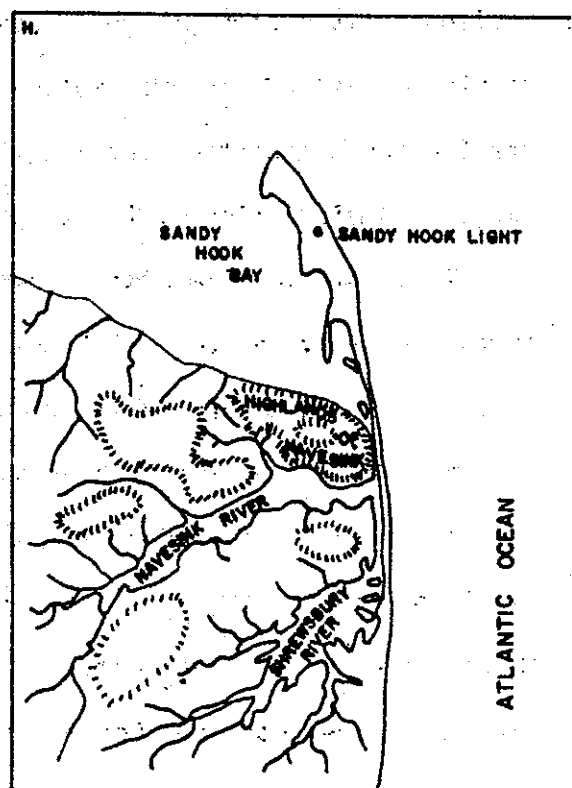 H.
SANDY
HOOK
BAY
SANDY HOOK LIGHT
HIGHLANDS
OF
NAVESINK
NAVESINK RIVER
SHREWSBURY
RIVER
ATLANTIC OCEAN